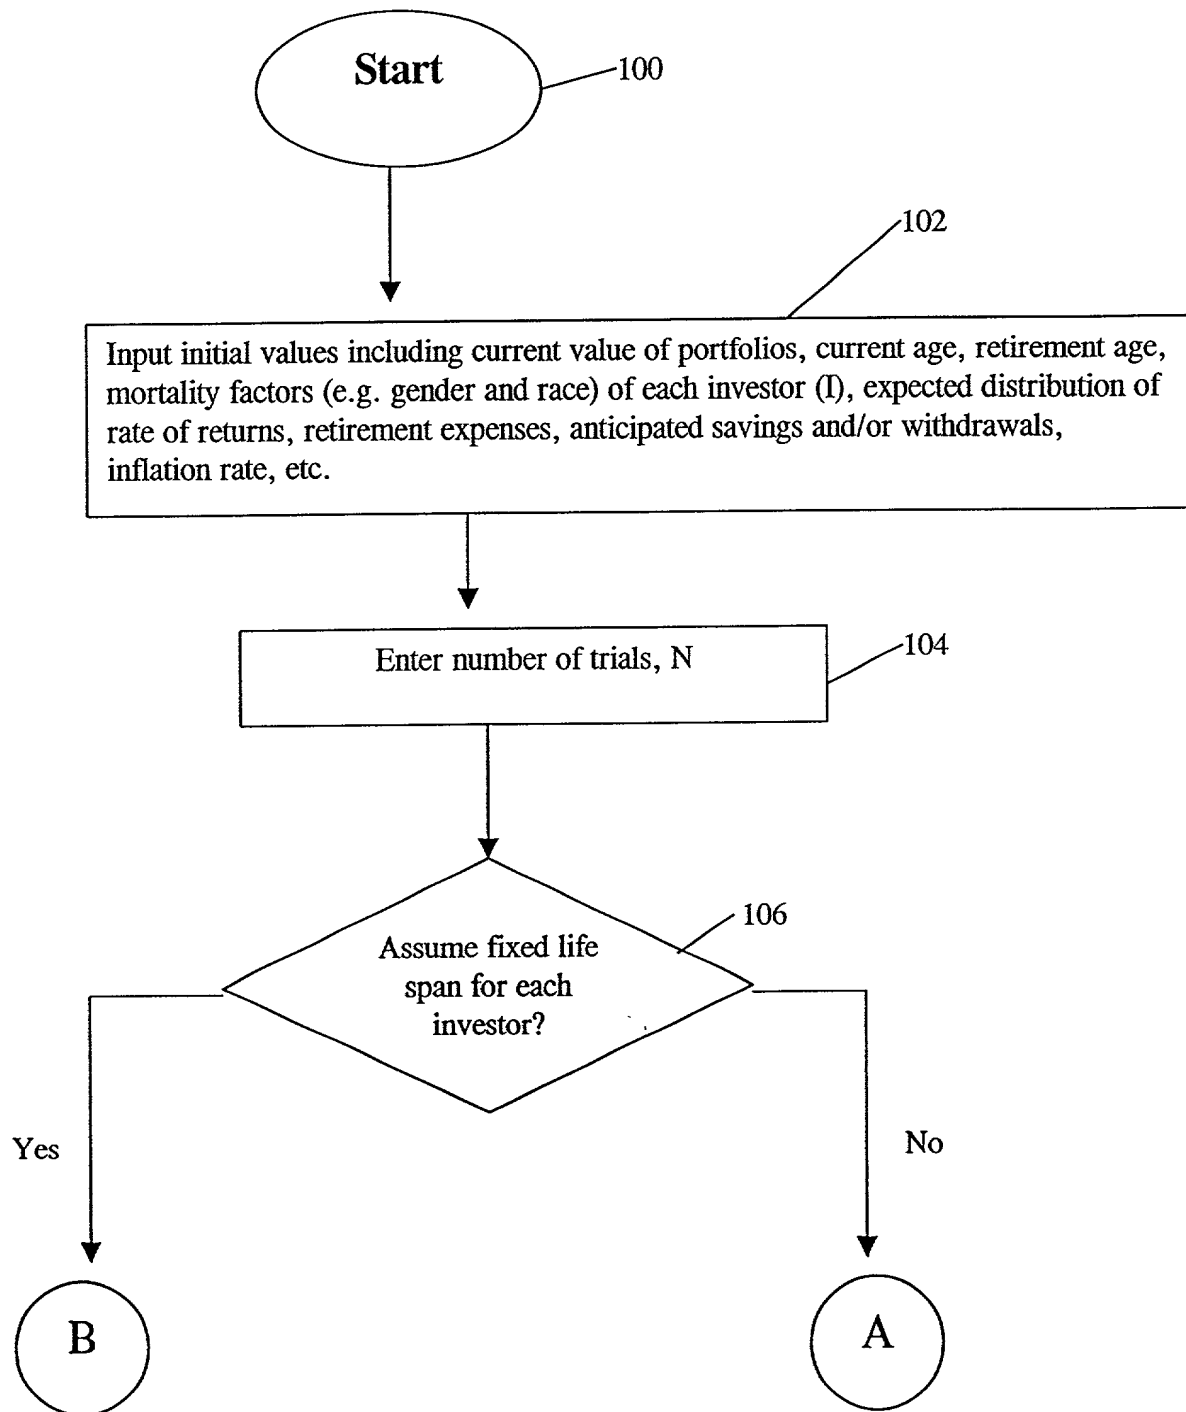 Start
100
102
Input initial values including current value of portfolios, current age, retirement age,
mortality factors (e.g. gender and race) of each investor (I), expected distribution of
rate of returns, retirement expenses, anticipated savings and/or withdrawals,
inflation rate, etc.
Enter number of trials, N
104
106
Assume fixed life
span for each
investor?
Yes
No
B
A